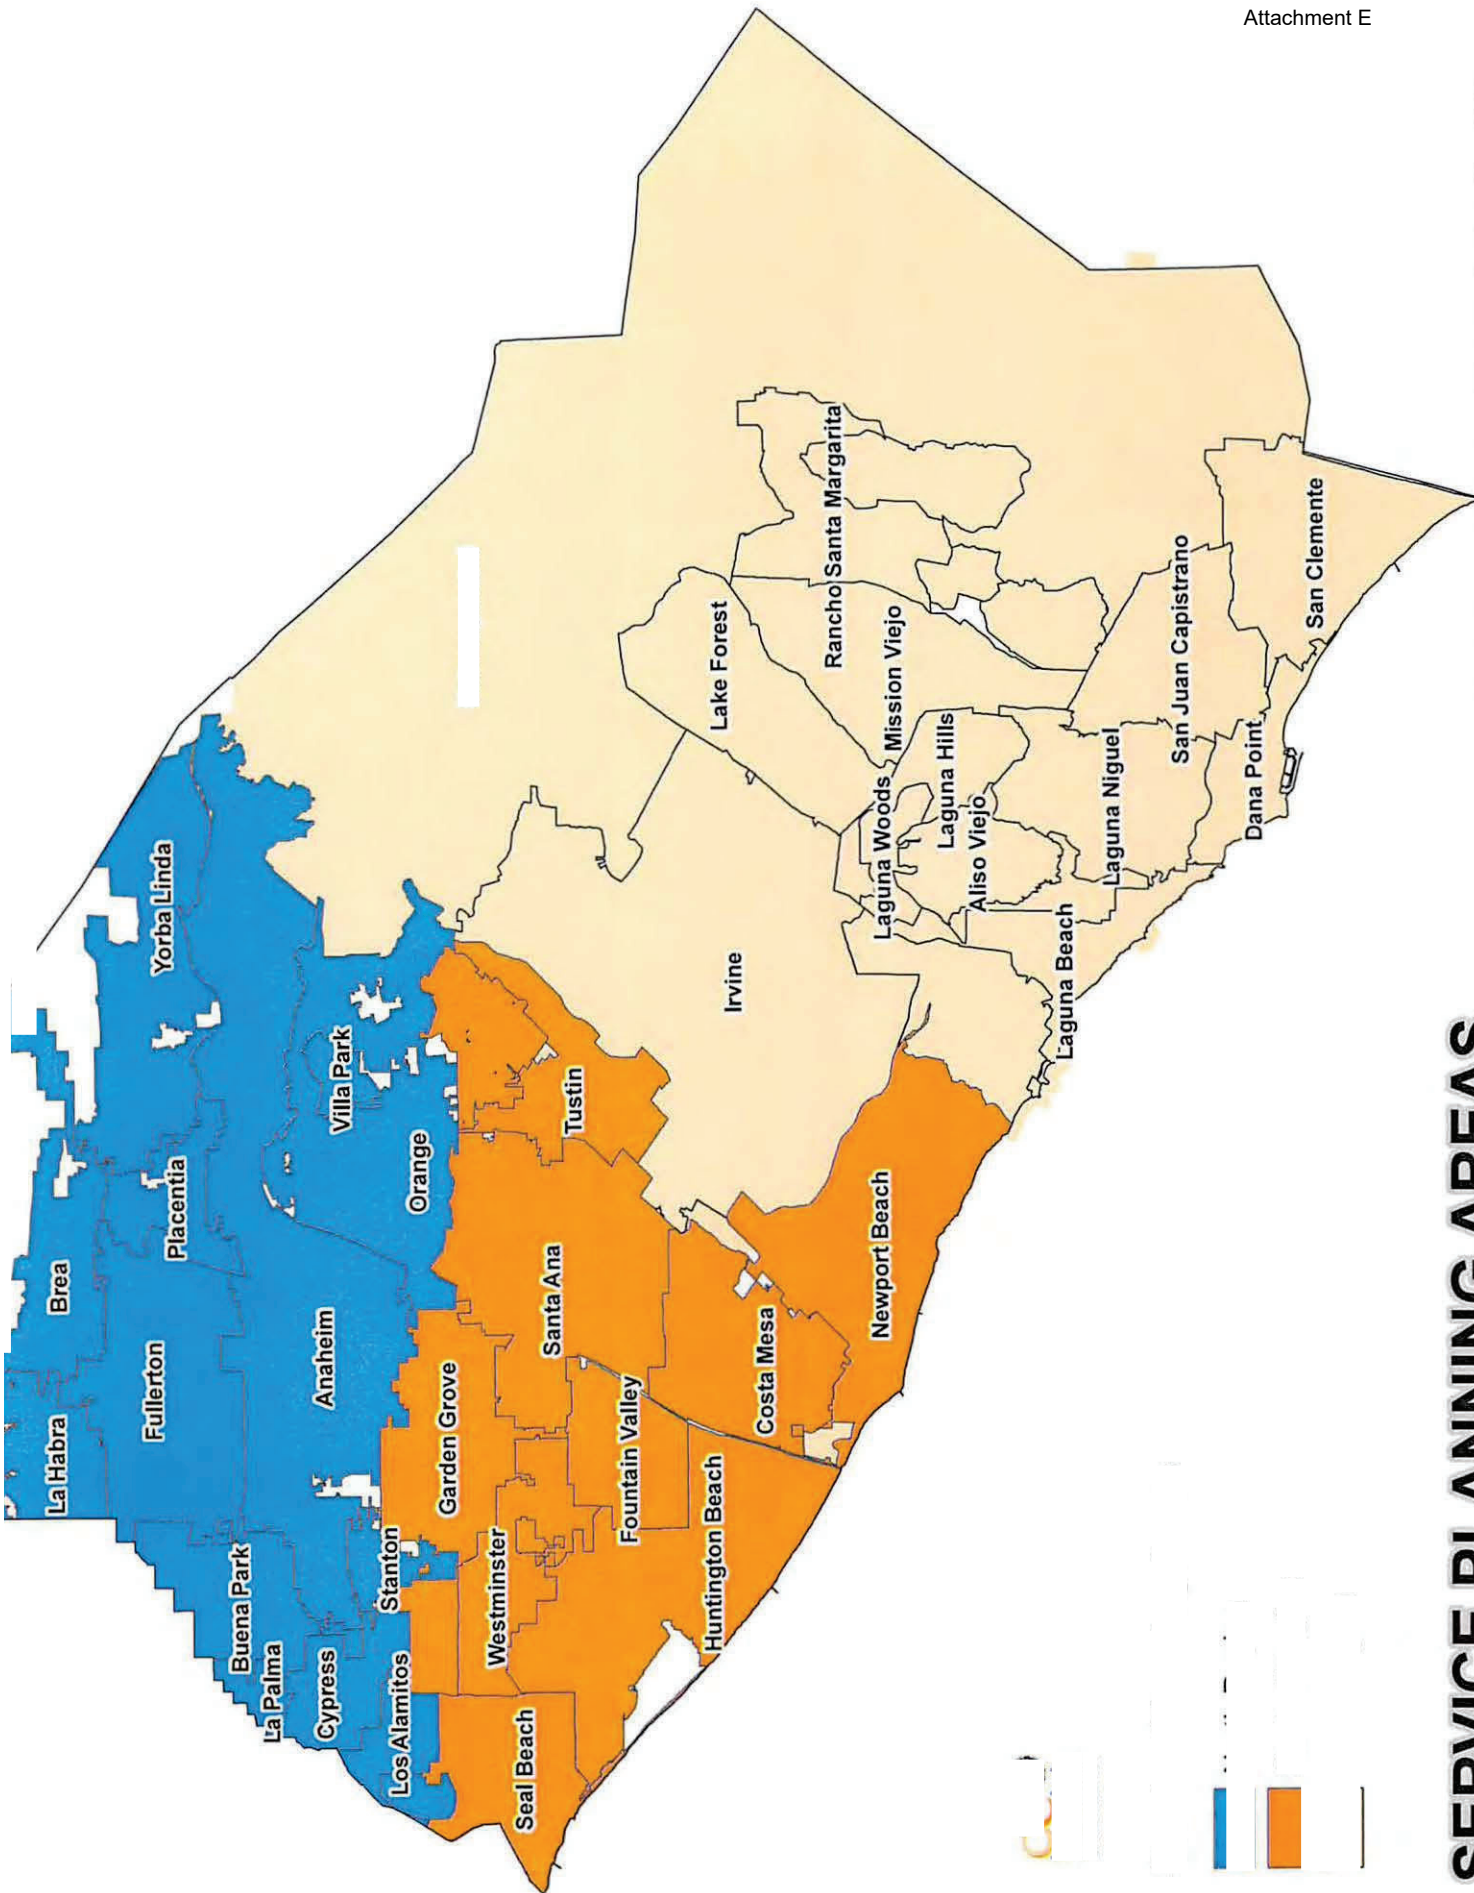 Attachment E
La Habra
Brea
Fullerton
Placentia
Yorba Linda
Buena Park
La Palma
Cypress
Anaheim
Villa Park
Orange
Stanton
Los Alamitos
Garden Grove
Westminster
Seal Beach
Santa Ana
Tustin
Fountain Valley
Huntington Beach
Costa Mesa
Newport Beach
Irvine
Lake Forest
Rancho Santa Margarita
Mission Viejo
Laguna Woods
Laguna Hills
Aliso Viejo
Laguna Beach
Laguna Niguel
San Juan Capistrano
Dana Point
San Clemente
SERVICE PLANNING AREAS